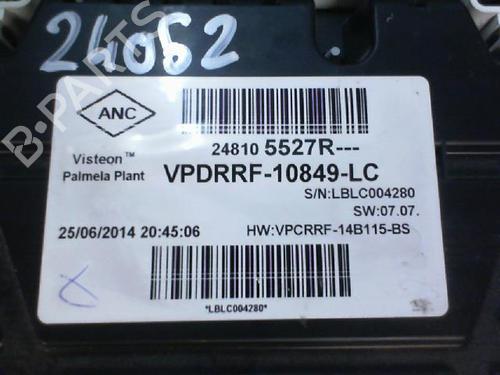 24062
B-PARTS
ANC
24810 5527R---
Visteon™
Palmela Plant
VPDRRF-10849-LC
S/N:LBLC004280
SW:07.07.
25/06/2014 20:45:06
HW:VPCRRF-14B115-BS
*LBLC004280*